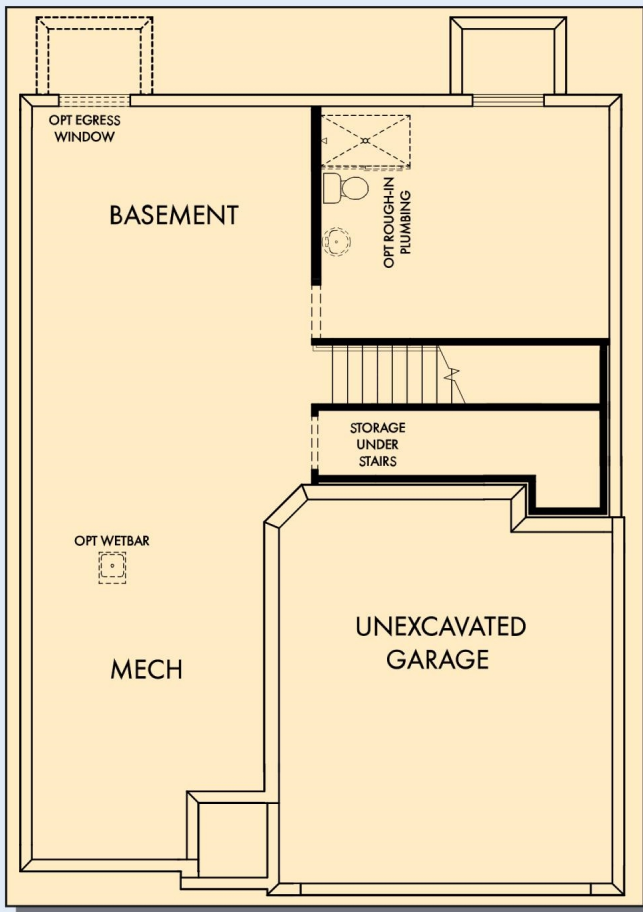 OPT EGRESS
WINDOW
BASEMENT
OPT ROUGH-IN
PLUMBING
STORAGE
UNDER
STAIRS
OPT WETBAR
MECH
UNEXCAVATED
GARAGE